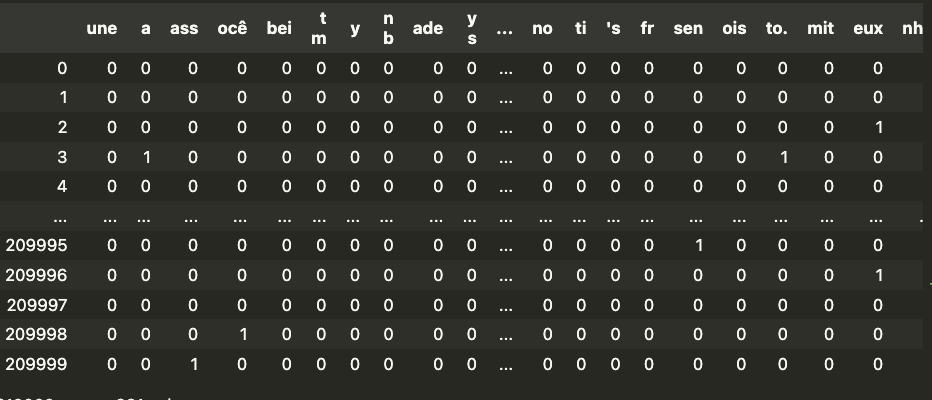 une a ass ocê bei t m y n b ade y s ... no ti 's fr sen ois to. mit eux nh
0 0 0 0 0 0 0 0 0 0 0 ... 0 0 0 0 0 0 0 0 0
1 0 0 0 0 0 0 0 0 0 0 ... 0 0 0 0 0 0 0 0 0
2 0 0 0 0 0 0 0 0 0 0 ... 0 0 0 0 0 0 0 0 1
3 0 1 0 0 0 0 0 0 0 0 ... 0 0 0 0 0 0 1 0 0
4 0 0 0 0 0 0 0 0 0 0 ... 0 0 0 0 0 0 0 0 0
... ... ... ... ... ... ... ... ... ... ... ... ... ... ... ... ... ... ... ... ...
209995 0 0 0 0 0 0 0 0 0 0 ... 0 0 0 0 1 0 0 0 0
209996 0 0 0 0 0 0 0 0 0 0 ... 0 0 0 0 0 0 0 0 1
209997 0 0 0 0 0 0 0 0 0 0 ... 0 0 0 0 0 0 0 0 0
209998 0 0 0 1 0 0 0 0 0 0 ... 0 0 0 0 0 0 0 0 0
209999 0 0 1 0 0 0 0 0 0 0 ... 0 0 0 0 0 0 0 0 0